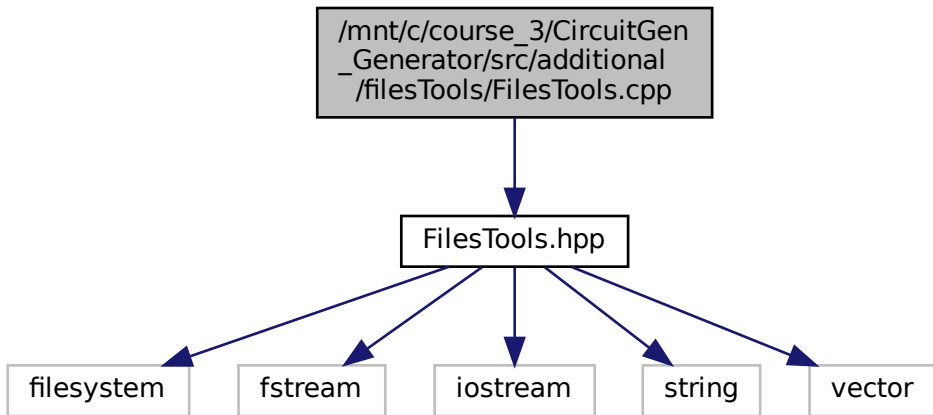 /mnt/c/course_3/CircuitGen
_Generator/src/additional
/filesTools/FilesTools.cpp
FilesTools.hpp
filesystem
fstream
iostream
string
vector